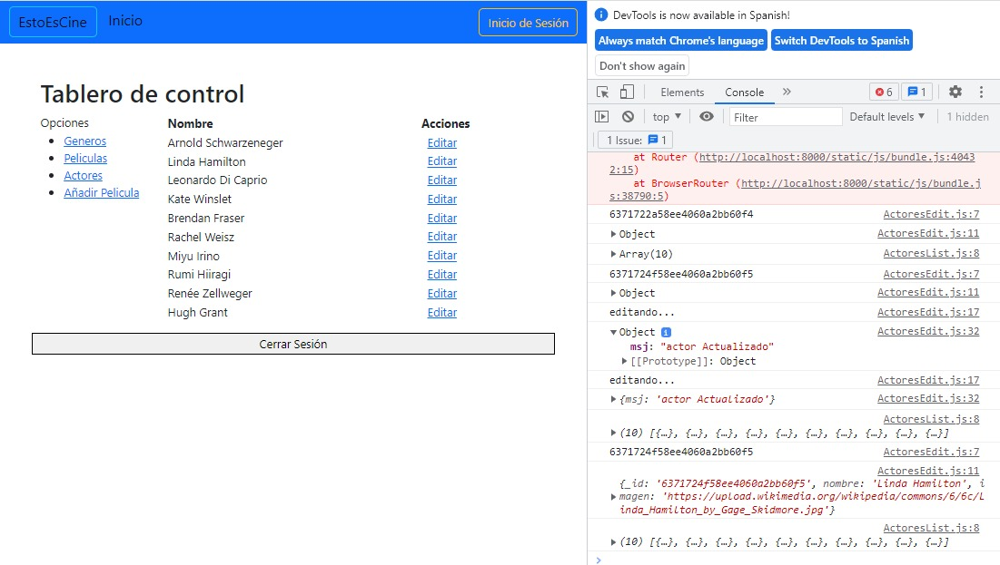 EstoEsCine Inicio Inicio de Sesión
Tablero de control
Opciones
Generos
Peliculas
Actores
Añadir Pelicula
Nombre Acciones
Arnold Schwarzeneger Editar
Linda Hamilton Editar
Leonardo Di Caprio Editar
Kate Winslet Editar
Brendan Fraser Editar
Rachel Weisz Editar
Miyu Irino Editar
Rumi Hiiragi Editar
Renée Zellweger Editar
Hugh Grant Editar
Cerrar Sesión
DevTools is now available in Spanish!
Always match Chrome's language Switch DevTools to Spanish
Don't show again
Elements Console 6 1
top Filter Default levels 1 hidden
1 Issue: 1
at Router (http://localhost:8000/static/js/bundle.js:4043
2:15)
at BrowserRouter (http://localhost:8000/static/js/bundle.j
s:38790:5)
6371722a58ee4060a2bb60f4 ActoresEdit.js:7
Object ActoresEdit.js:11
Array(10) ActoresList.js:8
6371724f58ee4060a2bb60f5 ActoresEdit.js:7
Object ActoresEdit.js:11
editando... ActoresEdit.js:17
Object ActoresEdit.js:32
msj: "actor Actualizado"
[[Prototype]]: Object
editando... ActoresEdit.js:17
{msj: 'actor Actualizado'} ActoresEdit.js:32
ActoresList.js:8
(10) [{…}, {…}, {…}, {…}, {…}, {…}, {…}, {…}, {…}, {…}]
6371724f58ee4060a2bb60f5 ActoresEdit.js:7
ActoresEdit.js:11
{_id: '6371724f58ee4060a2bb60f5', nombre: 'Linda Hamilton', i
magen: 'https://upload.wikimedia.org/wikipedia/commons/6/6c/L
inda_Hamilton_by_Gage_Skidmore.jpg'}
ActoresList.js:8
(10) [{…}, {…}, {…}, {…}, {…}, {…}, {…}, {…}, {…}, {…}]